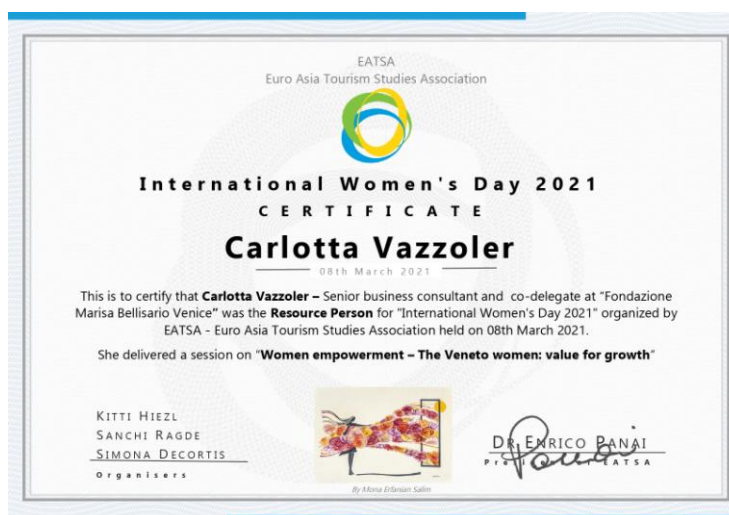 EATSA
Euro Asia Tourism Studies Association
International Women's Day 2021
CERTIFICATE
Carlotta Vazzoler
08th March 2021
This is to certify that Carlotta Vazzoler – Senior business consultant and co-delegate at "Fondazione
Marisa Bellisario Venice" was the Resource Person for "International Women's Day 2021" organized by
EATSA - Euro Asia Tourism Studies Association held on 08th March 2021.
She delivered a session on "Women empowerment – The Veneto women: value for growth"
KITTI HIEZL
SANCHI RAGDE
SIMONA DECORTIS
Organisers
By Mona Erfanian Salim
DR ENRICO PANAI
EATSA